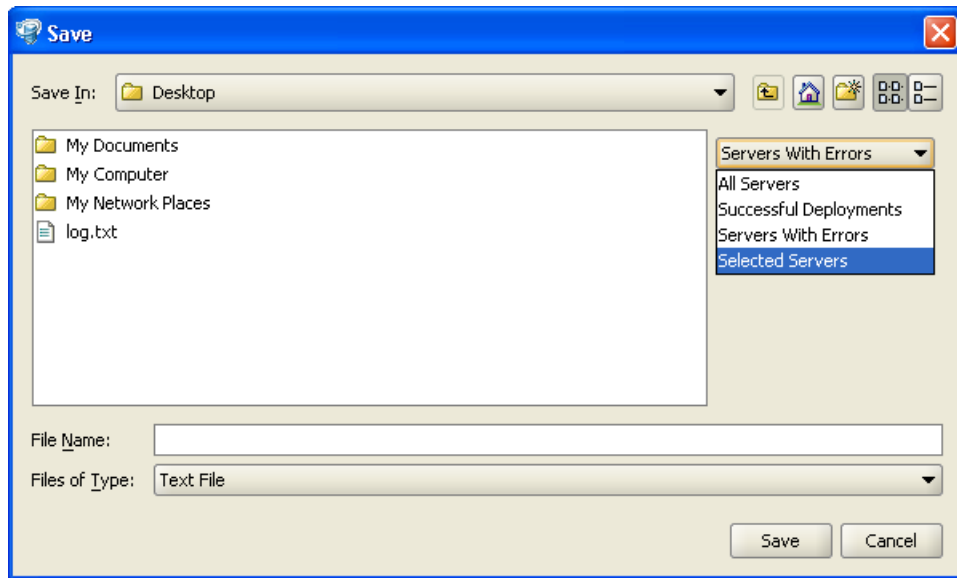 Save
Save In: Desktop
My Documents
My Computer
My Network Places
log.txt
Servers With Errors
All Servers
Successful Deployments
Servers With Errors
Selected Servers
File Name:
Files of Type: Text File
Save Cancel